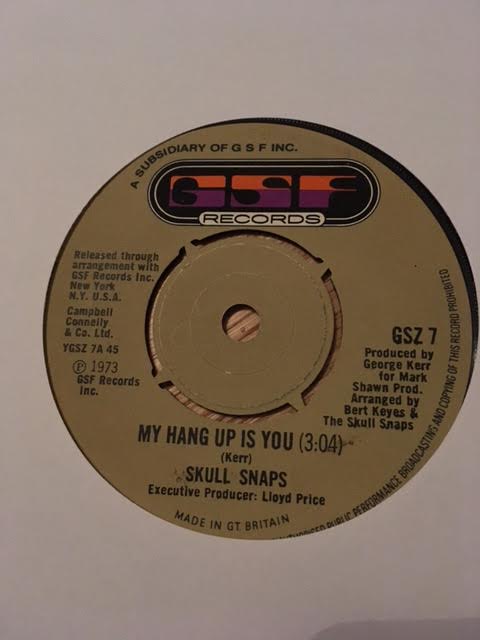 A SUBSIDIARY OF G S F INC.
GSF
RECORDS
Released through
arrangement with
GSF Records Inc.
New York
N.Y. U.S.A.
Campbell
Connelly
& Co. Ltd.
YGSZ 7A 45
Ⓟ 1973
GSF Records
Inc.
GSZ 7
Produced by
George Kerr
for Mark
Shawn Prod.
Arranged by
Bert Keyes &
The Skull Snaps
MY HANG UP IS YOU (3:04)
(Kerr)
SKULL SNAPS
Executive Producer: Lloyd Price
MADE IN GT. BRITAIN
PUBLIC PERFORMANCE BROADCASTING AND COPYING OF THIS RECORD PROHIBITED